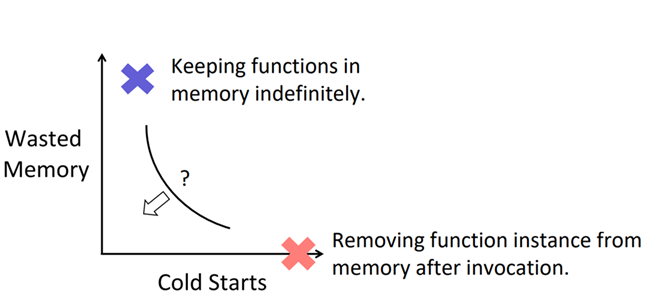 Keeping functions in
memory indefinitely.
Wasted
Memory
?
Removing function instance from
memory after invocation.
Cold Starts